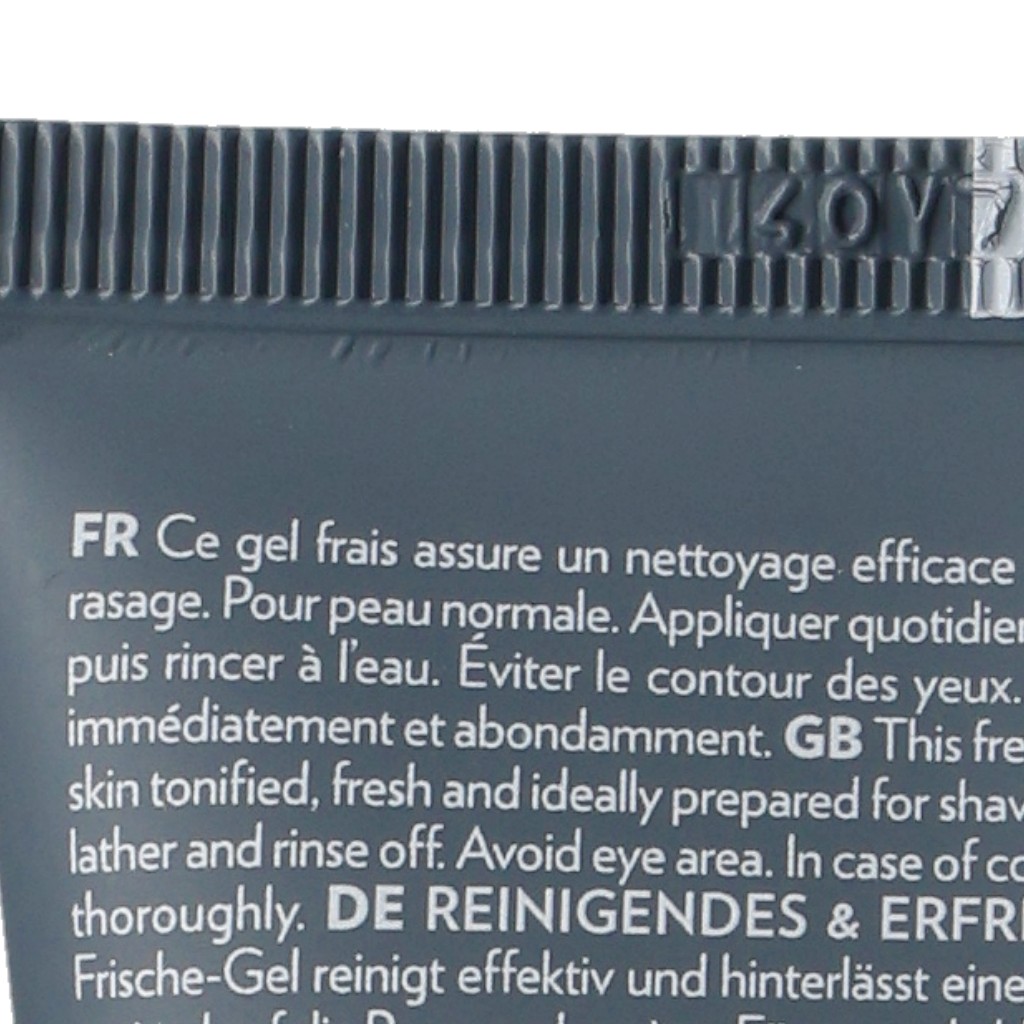 FR Ce gel frais assure un nettoyage efficace
rasage. Pour peau normale. Appliquer quotidien
puis rincer à l'eau. Éviter le contour des yeux.
immédiatement et abondamment. GB This fre
skin tonified, fresh and ideally prepared for shav
lather and rinse off. Avoid eye area. In case of co
thoroughly. DE REINIGENDES & ERFRI
Frische-Gel reinigt effektiv und hinterlässt eine